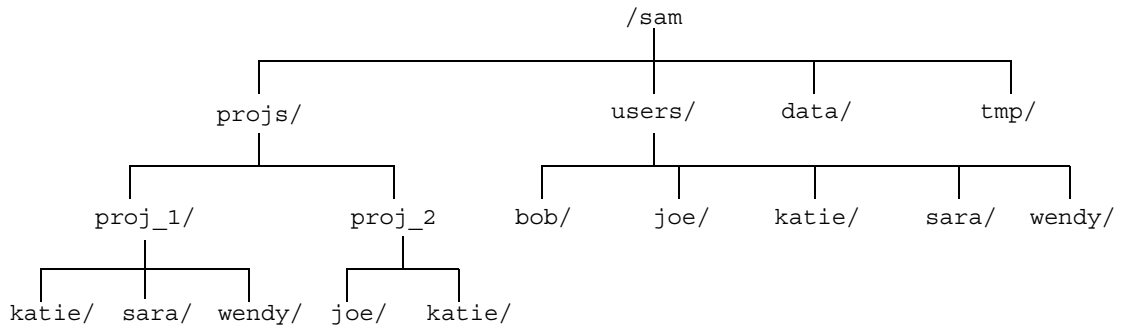 /sam
projs/ users/ data/ tmp/
proj_1/ proj_2 bob/ joe/ katie/ sara/ wendy/
katie/ sara/ wendy/ joe/ katie/